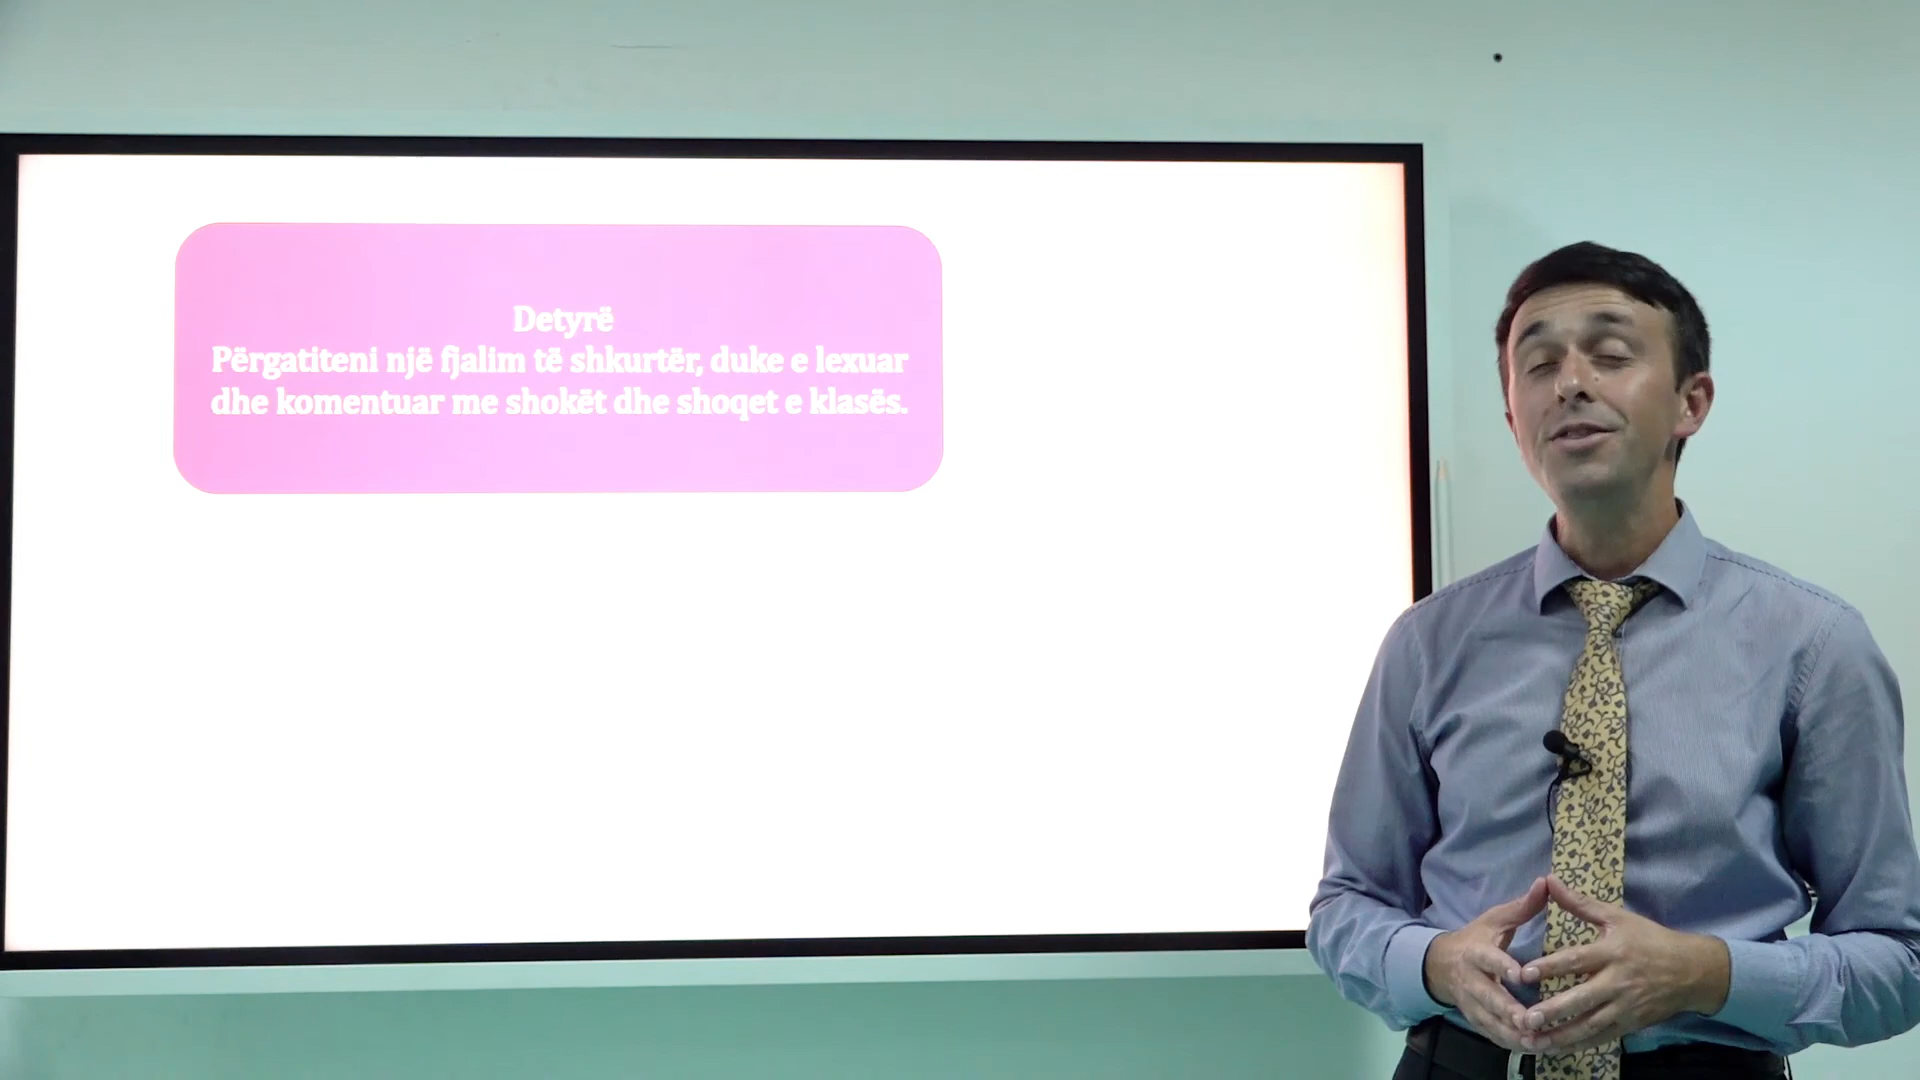 Detyrë
Përgatiteni një fjalim të shkurtër, duke e lexuar
dhe komentuar me shokët dhe shoqet e klasës.